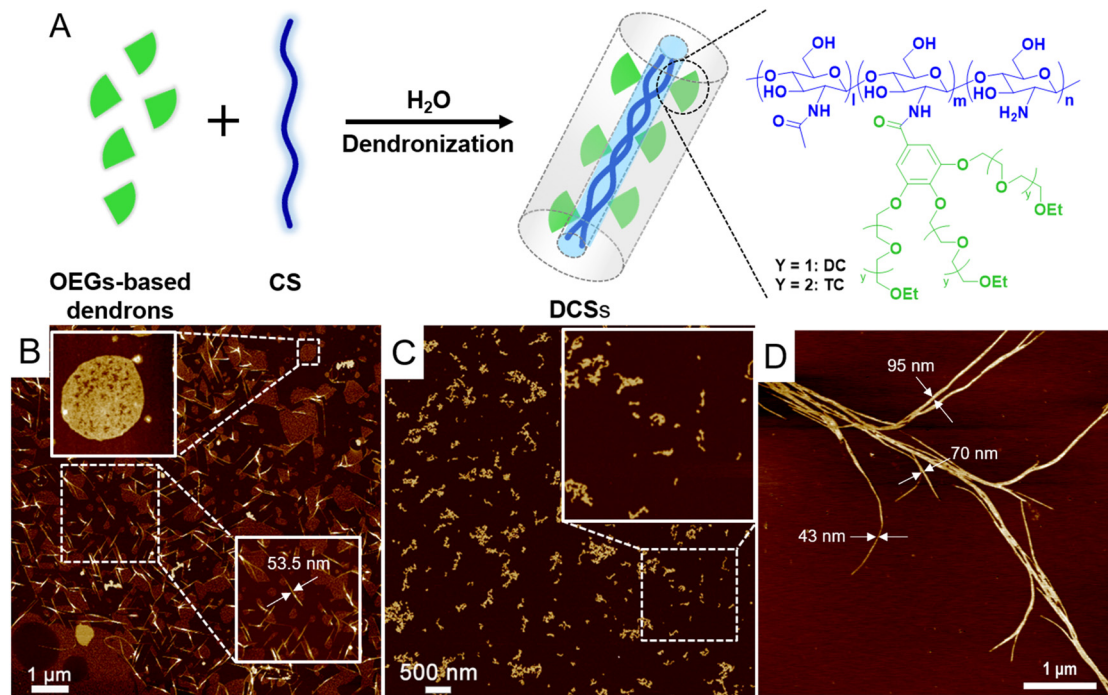 A
+
H₂O
Dendronization
OEGs-based
dendrons
CS
DCSs
OH
OH
OH
O
O
O
O
O
O
O
HO
HO
HO
l
m
n
NH
NH
H₂N
O
O
O
O
y
OEt
O
O
O
O
y
OEt
y
OEt
Y = 1: DC
Y = 2: TC
B
53.5 nm
1 µm
C
500 nm
D
95 nm
70 nm
43 nm
1 µm